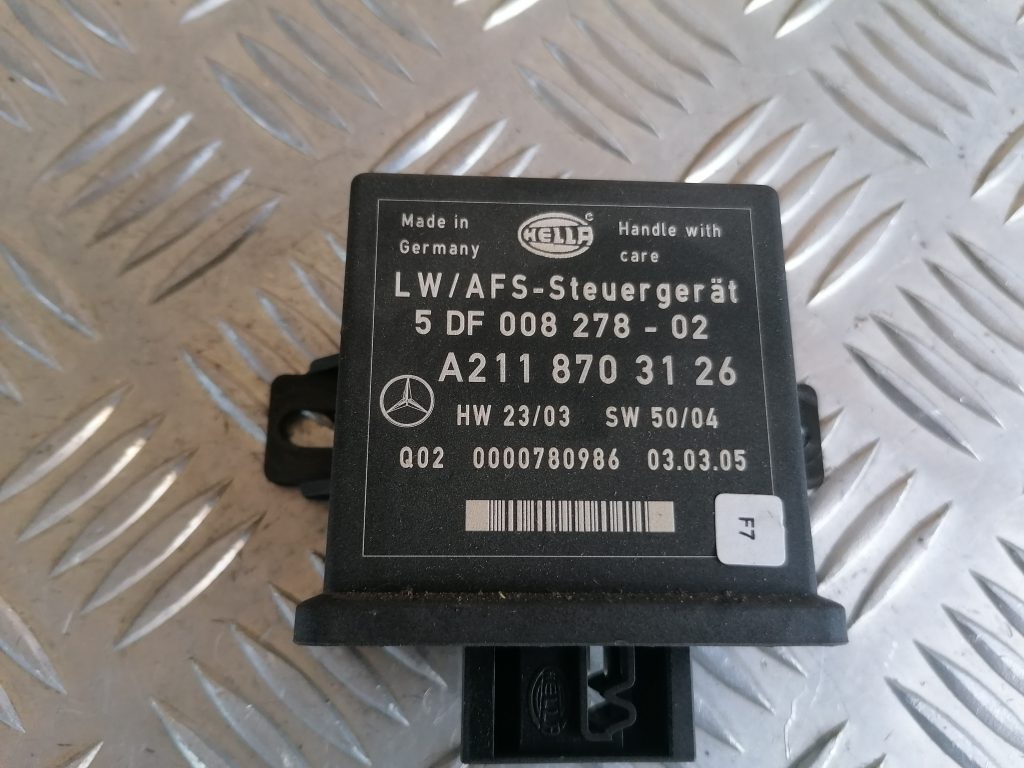 Made in
Germany
HELLA
Handle with
care
LW/AFS-Steuergerät
5 DF 008 278 - 02
A211 870 31 26
HW 23/03 SW 50/04
Q02 0000780986 03.03.05
F7
HELLA